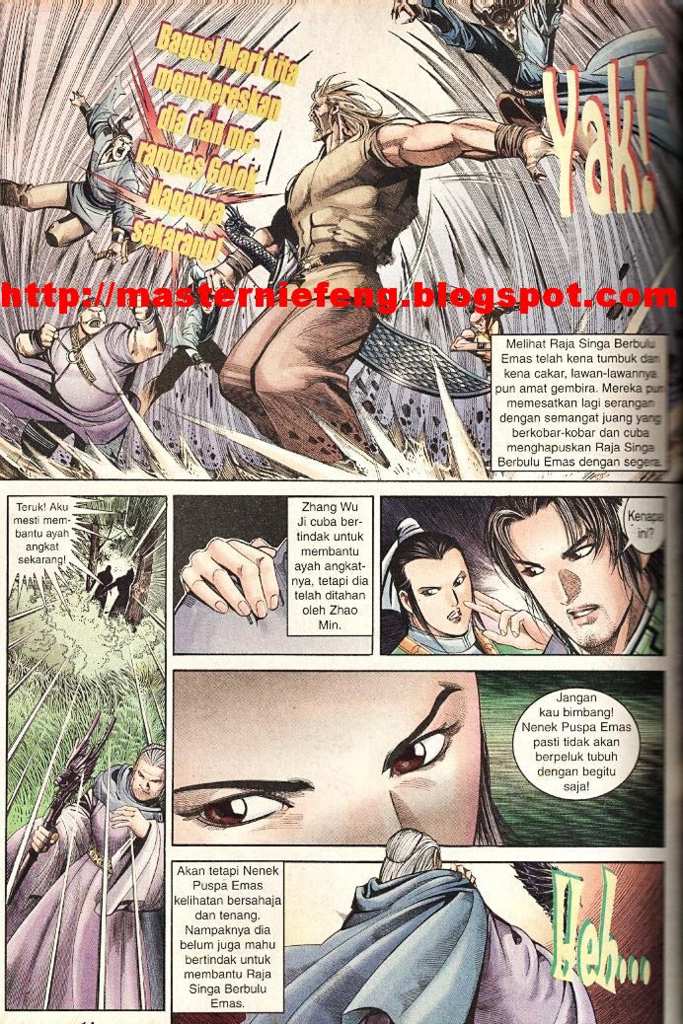 Bagus! Mari kita
membereskan
dia dan me-
rampas Golok
Naganya
sekarang!
Yak!
http://masterniefeng.blogspot.com
Melihat Raja Singa Berbulu
Emas telah kena tumbuk dan
kena cakar, lawan-lawannya
pun amat gembira. Mereka pun
memesatkan lagi serangan
dengan semangat juang yang
berkobar-kobar dan cuba
menghapuskan Raja Singa
Berbulu Emas dengan segera.
Teruk! Aku
mesti mem-
bantu ayah
angkat
sekarang!
Zhang Wu
Ji cuba ber-
tindak untuk
membantu
ayah angkat-
nya, tetapi dia
telah ditahan
oleh Zhao
Min.
Kenapa
ini?
Jangan
kau bimbang!
Nenek Puspa Emas
pasti tidak akan
berpeluk tubuh
dengan begitu
saja!
Akan tetapi Nenek
Puspa Emas
kelihatan bersahaja
dan tenang.
Nampaknya dia
belum juga mahu
bertindak untuk
membantu Raja
Singa Berbulu
Emas.
Heh...